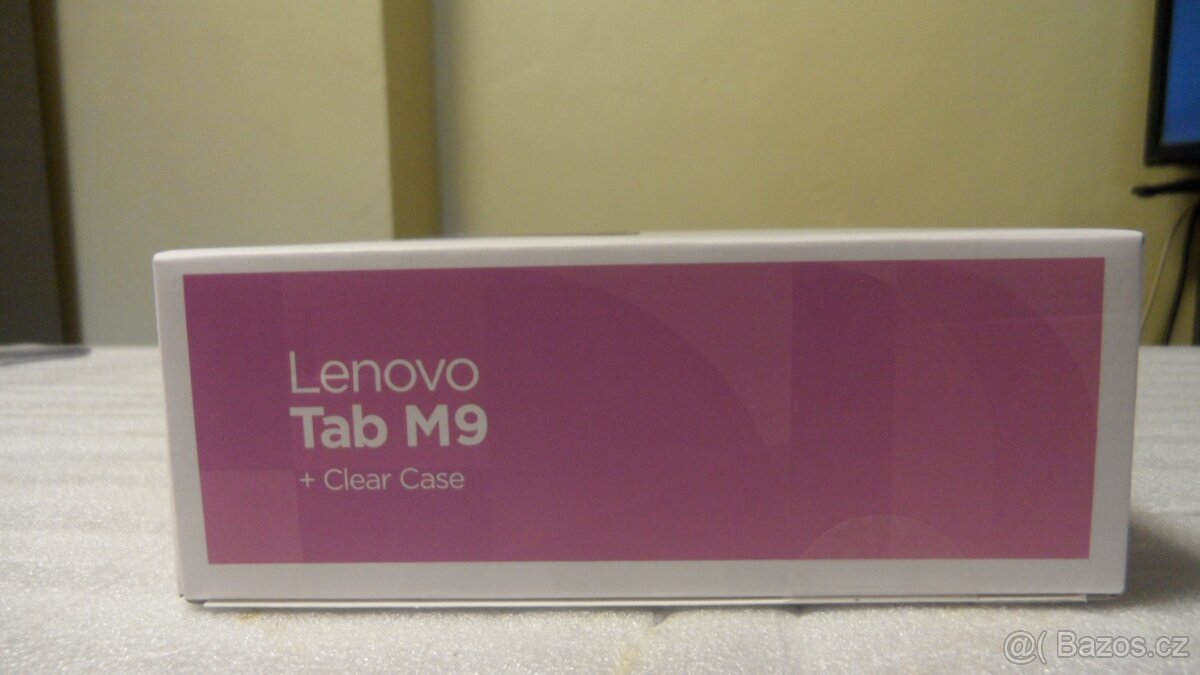 Lenovo
Tab M9
+ Clear Case
@( Bazos.cz